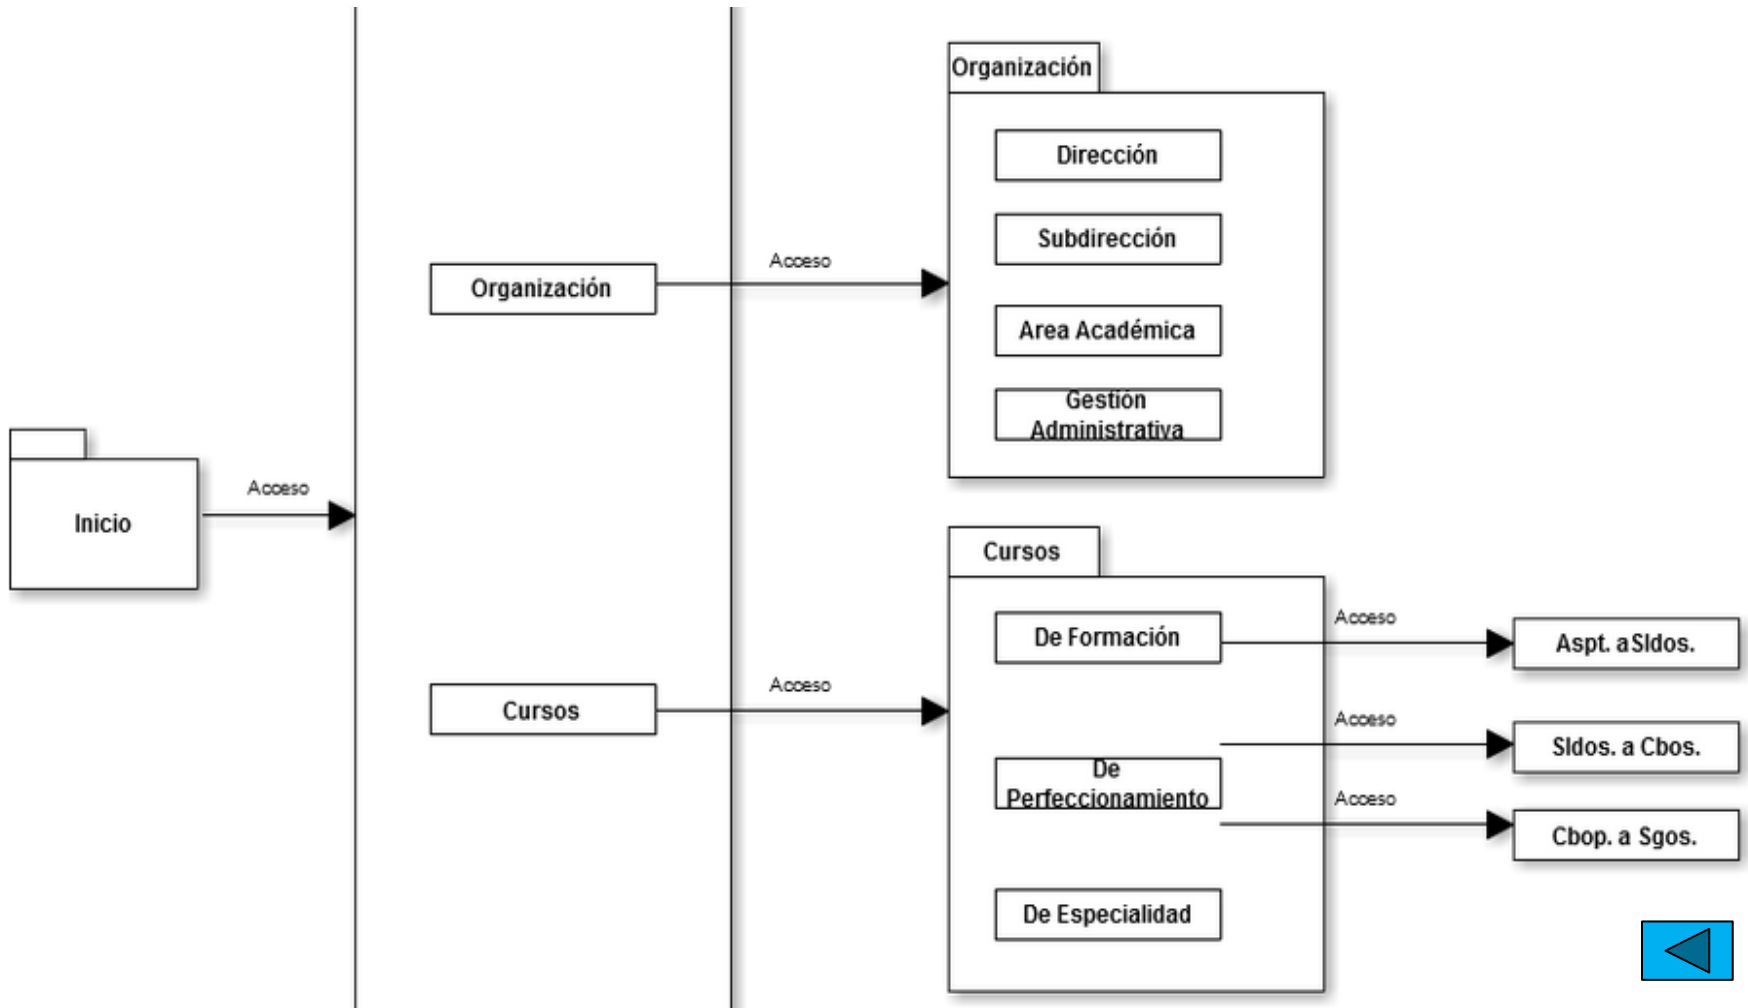 Organización
Dirección
Subdirección
Acceso
Organización
Area Académica
Gestión
Administrativa
Acceso
Inicio
Cursos
De Formación
Acceso
Aspt. a Sldos.
Acceso
Cursos
Acceso
Sldos. a Cbos.
De
Perfeccionamiento
Acceso
Cbop. a Sgos.
De Especialidad